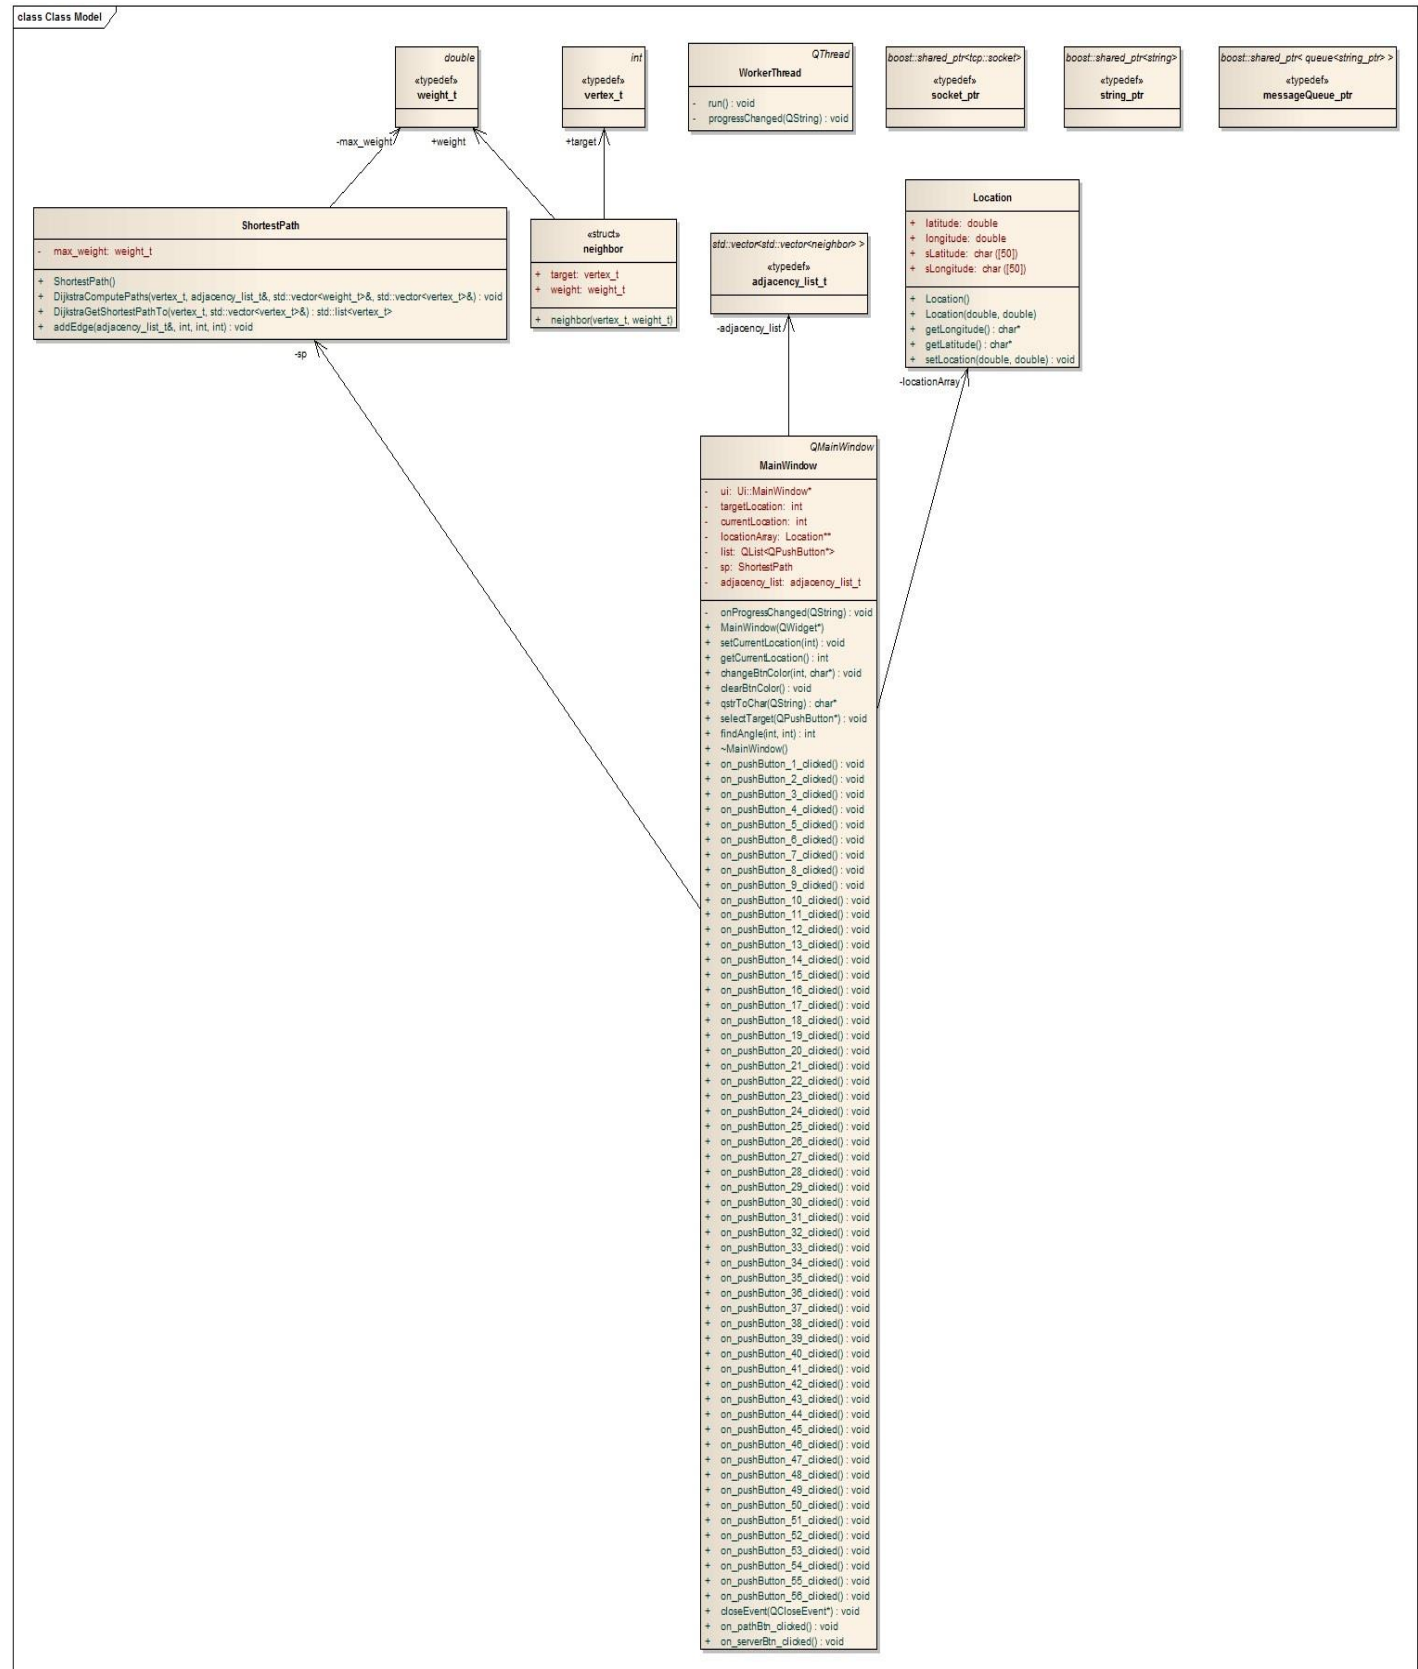 class Class Model
double
«typedef»
weight_t
int
«typedef»
vertex_t
QThread
WorkerThread
- run() : void
- progressChanged(QString) : void
boost::shared_ptr<tcp::socket>
«typedef»
socket_ptr
boost::shared_ptr<string>
«typedef»
string_ptr
boost::shared_ptr< queue<string_ptr> >
«typedef»
messageQueue_ptr
-max_weight
+weight
+target
ShortestPath
- max_weight: weight_t
+ ShortestPath()
+ DijkstraComputePaths(vertex_t, adjacency_list_t&, std::vector<weight_t>&, std::vector<vertex_t>&) : void
+ DijkstraGetShortestPathTo(vertex_t, std::vector<vertex_t>&) : std::list<vertex_t>
+ addEdge(adjacency_list_t&, int, int, int) : void
-sp
«struct»
neighbor
+ target: vertex_t
+ weight: weight_t
+ neighbor(vertex_t, weight_t)
std::vector<std::vector<neighbor> >
«typedef»
adjacency_list_t
-adjacency_list
Location
+ latitude: double
+ longitude: double
+ sLatitude: char ([50])
+ sLongitude: char ([50])
+ Location()
+ Location(double, double)
+ getLongitude() : char*
+ getLatitude() : char*
+ setLocation(double, double) : void
-locationArray
QMainWindow
MainWindow
- ui: Ui::MainWindow*
- targetLocation: int
- currentLocation: int
- locationArray: Location**
- list: QList<QPushButton*>
- sp: ShortestPath
- adjacency_list: adjacency_list_t
- onProgressChanged(QString) : void
+ MainWindow(QWidget*)
+ setCurrentLocation(int) : void
+ getCurrentLocation() : int
+ changeBtnColor(int, char*) : void
+ clearBtnColor() : void
+ qstrToChar(QString) : char*
+ selectTarget(QPushButton*) : void
+ findAngle(int, int) : int
+ ~MainWindow()
+ on_pushButton_1_clicked() : void
+ on_pushButton_2_clicked() : void
+ on_pushButton_3_clicked() : void
+ on_pushButton_4_clicked() : void
+ on_pushButton_5_clicked() : void
+ on_pushButton_6_clicked() : void
+ on_pushButton_7_clicked() : void
+ on_pushButton_8_clicked() : void
+ on_pushButton_9_clicked() : void
+ on_pushButton_10_clicked() : void
+ on_pushButton_11_clicked() : void
+ on_pushButton_12_clicked() : void
+ on_pushButton_13_clicked() : void
+ on_pushButton_14_clicked() : void
+ on_pushButton_15_clicked() : void
+ on_pushButton_16_clicked() : void
+ on_pushButton_17_clicked() : void
+ on_pushButton_18_clicked() : void
+ on_pushButton_19_clicked() : void
+ on_pushButton_20_clicked() : void
+ on_pushButton_21_clicked() : void
+ on_pushButton_22_clicked() : void
+ on_pushButton_23_clicked() : void
+ on_pushButton_24_clicked() : void
+ on_pushButton_25_clicked() : void
+ on_pushButton_26_clicked() : void
+ on_pushButton_27_clicked() : void
+ on_pushButton_28_clicked() : void
+ on_pushButton_29_clicked() : void
+ on_pushButton_30_clicked() : void
+ on_pushButton_31_clicked() : void
+ on_pushButton_32_clicked() : void
+ on_pushButton_33_clicked() : void
+ on_pushButton_34_clicked() : void
+ on_pushButton_35_clicked() : void
+ on_pushButton_36_clicked() : void
+ on_pushButton_37_clicked() : void
+ on_pushButton_38_clicked() : void
+ on_pushButton_39_clicked() : void
+ on_pushButton_40_clicked() : void
+ on_pushButton_41_clicked() : void
+ on_pushButton_42_clicked() : void
+ on_pushButton_43_clicked() : void
+ on_pushButton_44_clicked() : void
+ on_pushButton_45_clicked() : void
+ on_pushButton_46_clicked() : void
+ on_pushButton_47_clicked() : void
+ on_pushButton_48_clicked() : void
+ on_pushButton_49_clicked() : void
+ on_pushButton_50_clicked() : void
+ on_pushButton_51_clicked() : void
+ on_pushButton_52_clicked() : void
+ on_pushButton_53_clicked() : void
+ on_pushButton_54_clicked() : void
+ on_pushButton_55_clicked() : void
+ on_pushButton_56_clicked() : void
+ closeEvent(QCloseEvent*) : void
+ on_pathBtn_clicked() : void
+ on_serverBtn_clicked() : void